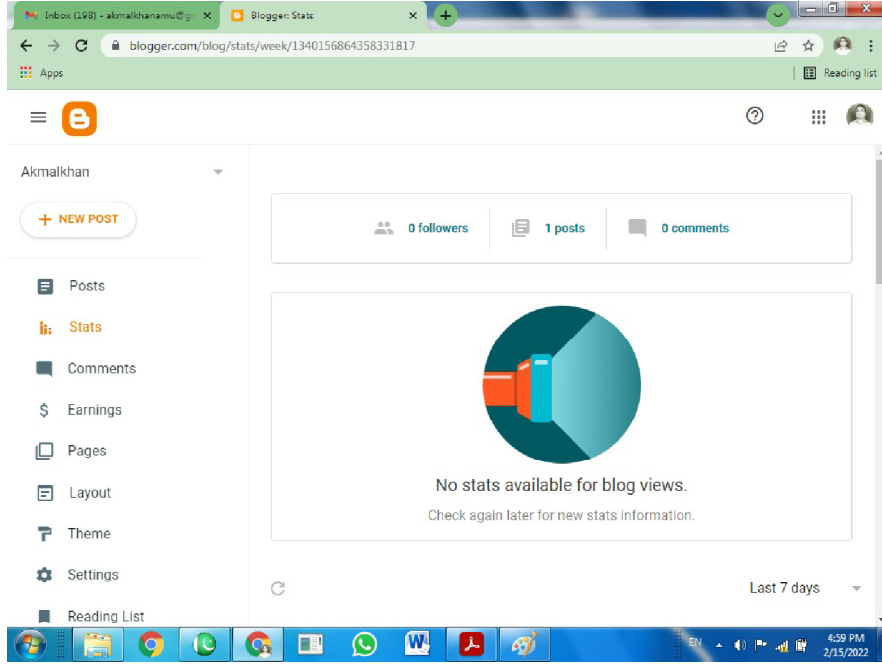 Inbox (198) - akmalkhanamu@gr
Blogger: Stats
blogger.com/blog/stats/week/1340156864358331817
Apps
Reading list
Akmalkhan
NEW POST
0 followers
1 posts
0 comments
Posts
Stats
Comments
Earnings
Pages
Layout
Theme
Settings
Reading List
No stats available for blog views.
Check again later for new stats information.
Last 7 days
EN
4:59 PM
2/15/2022